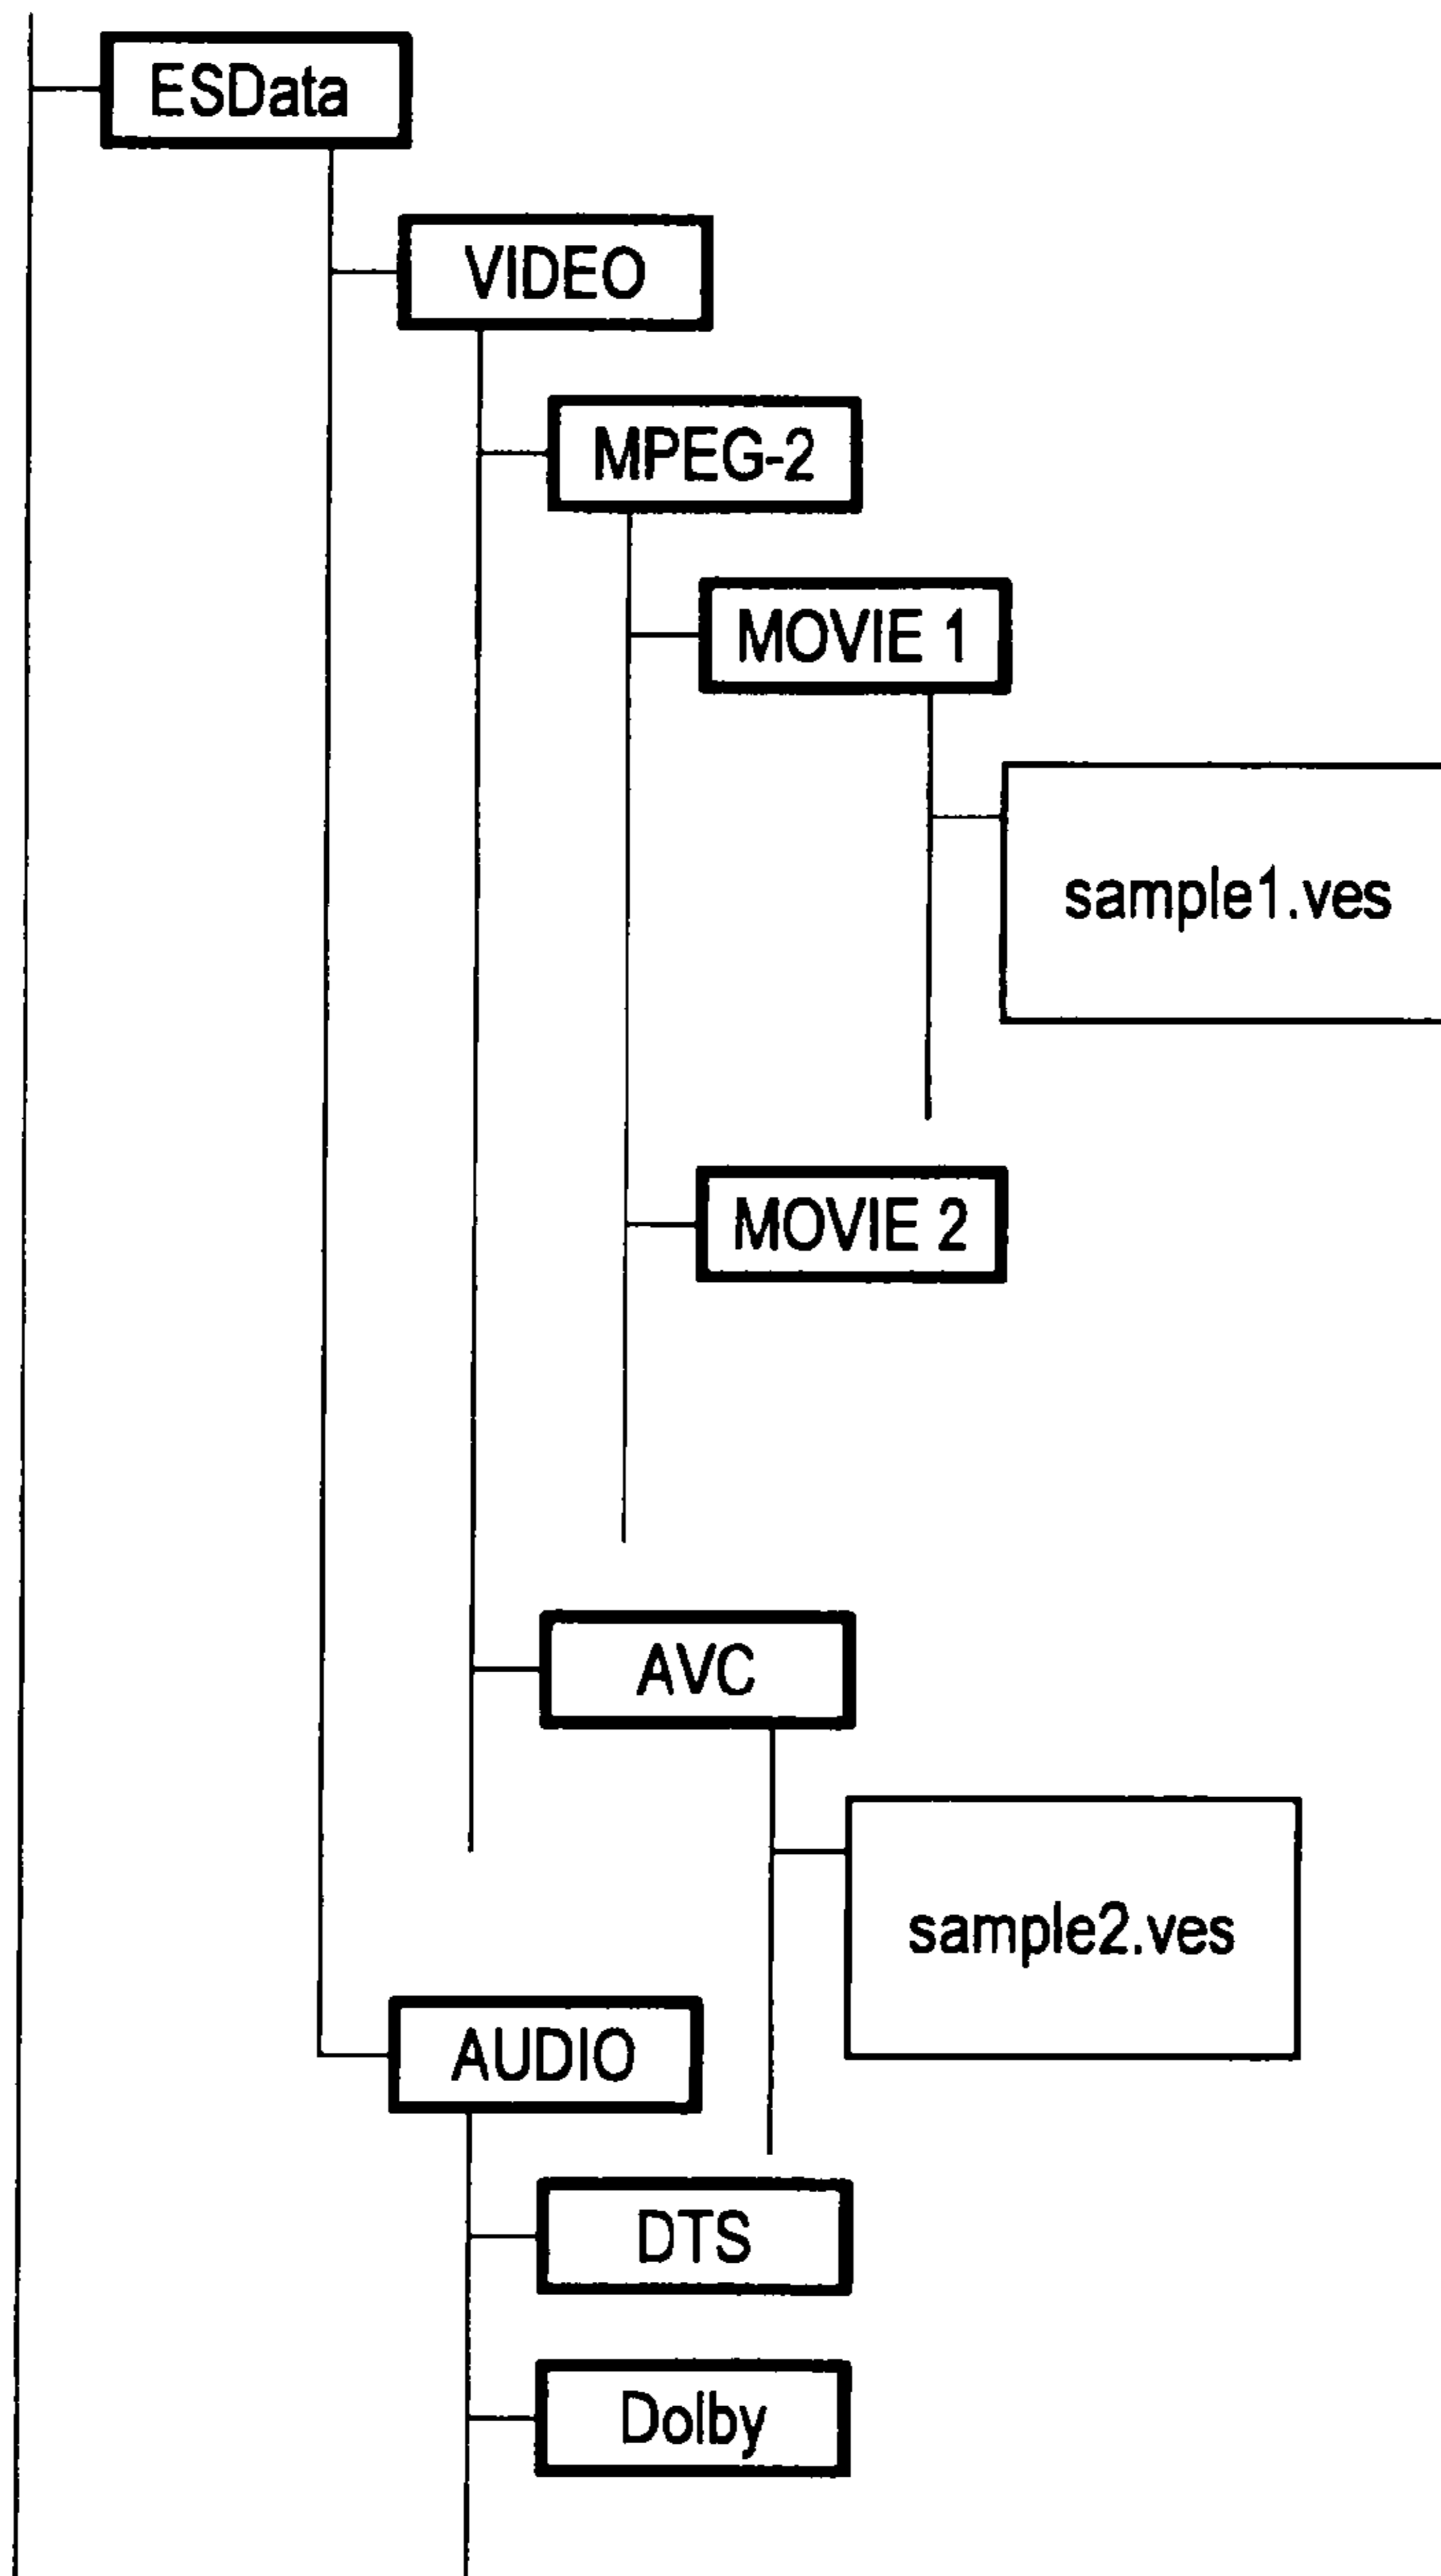 ESData
VIDEO
MPEG-2
MOVIE 1
sample1.ves
MOVIE 2
AVC
sample2.ves
AUDIO
DTS
Dolby